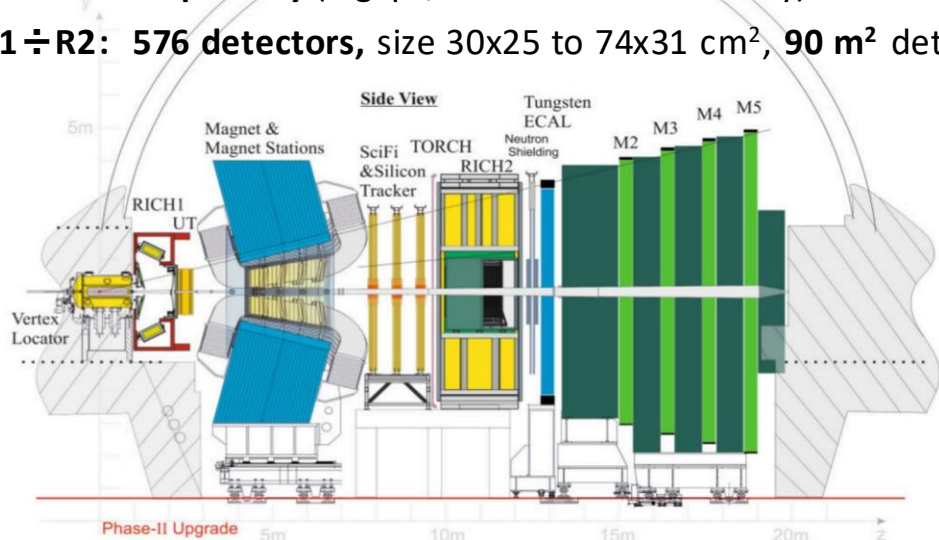 1÷R2: 576 detectors, size 30x25 to 74x31 cm², 90 m² det
y
Side View
Tungsten
ECAL
M5
M4
M3
M2
5m
Magnet &
Magnet Stations
SciFi
&Silicon
Tracker
TORCH
Neutron
Shielding
RICH2
RICH1
UT
Vertex
Locator
Phase-II Upgrade
5m
10m
15m
20m
z